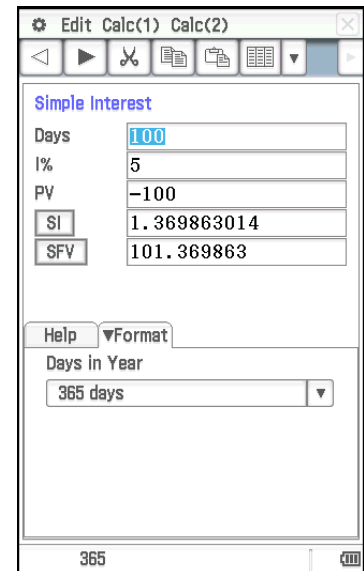 Edit Calc(1) Calc(2)
Simple Interest
Days 100
I% 5
PV −100
SI 1.369863014
SFV 101.369863
Help ▼Format
Days in Year
365 days
365